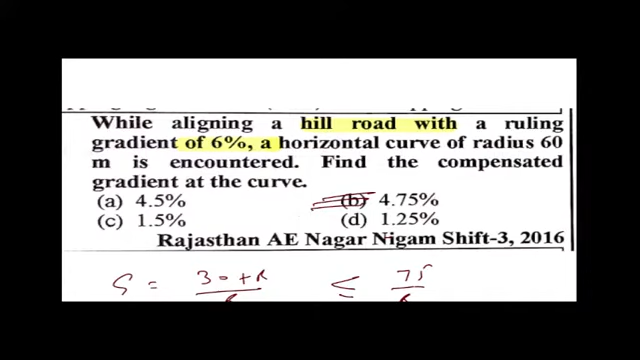 While aligning a hill road with a ruling
gradient of 6%, a horizontal curve of radius 60
m is encountered. Find the compensated
gradient at the curve.
(a) 4.5% (b) 4.75%
(c) 1.5% (d) 1.25%
Rajasthan AE Nagar Nigam Shift-3, 2016
= 30+R ≤ 75